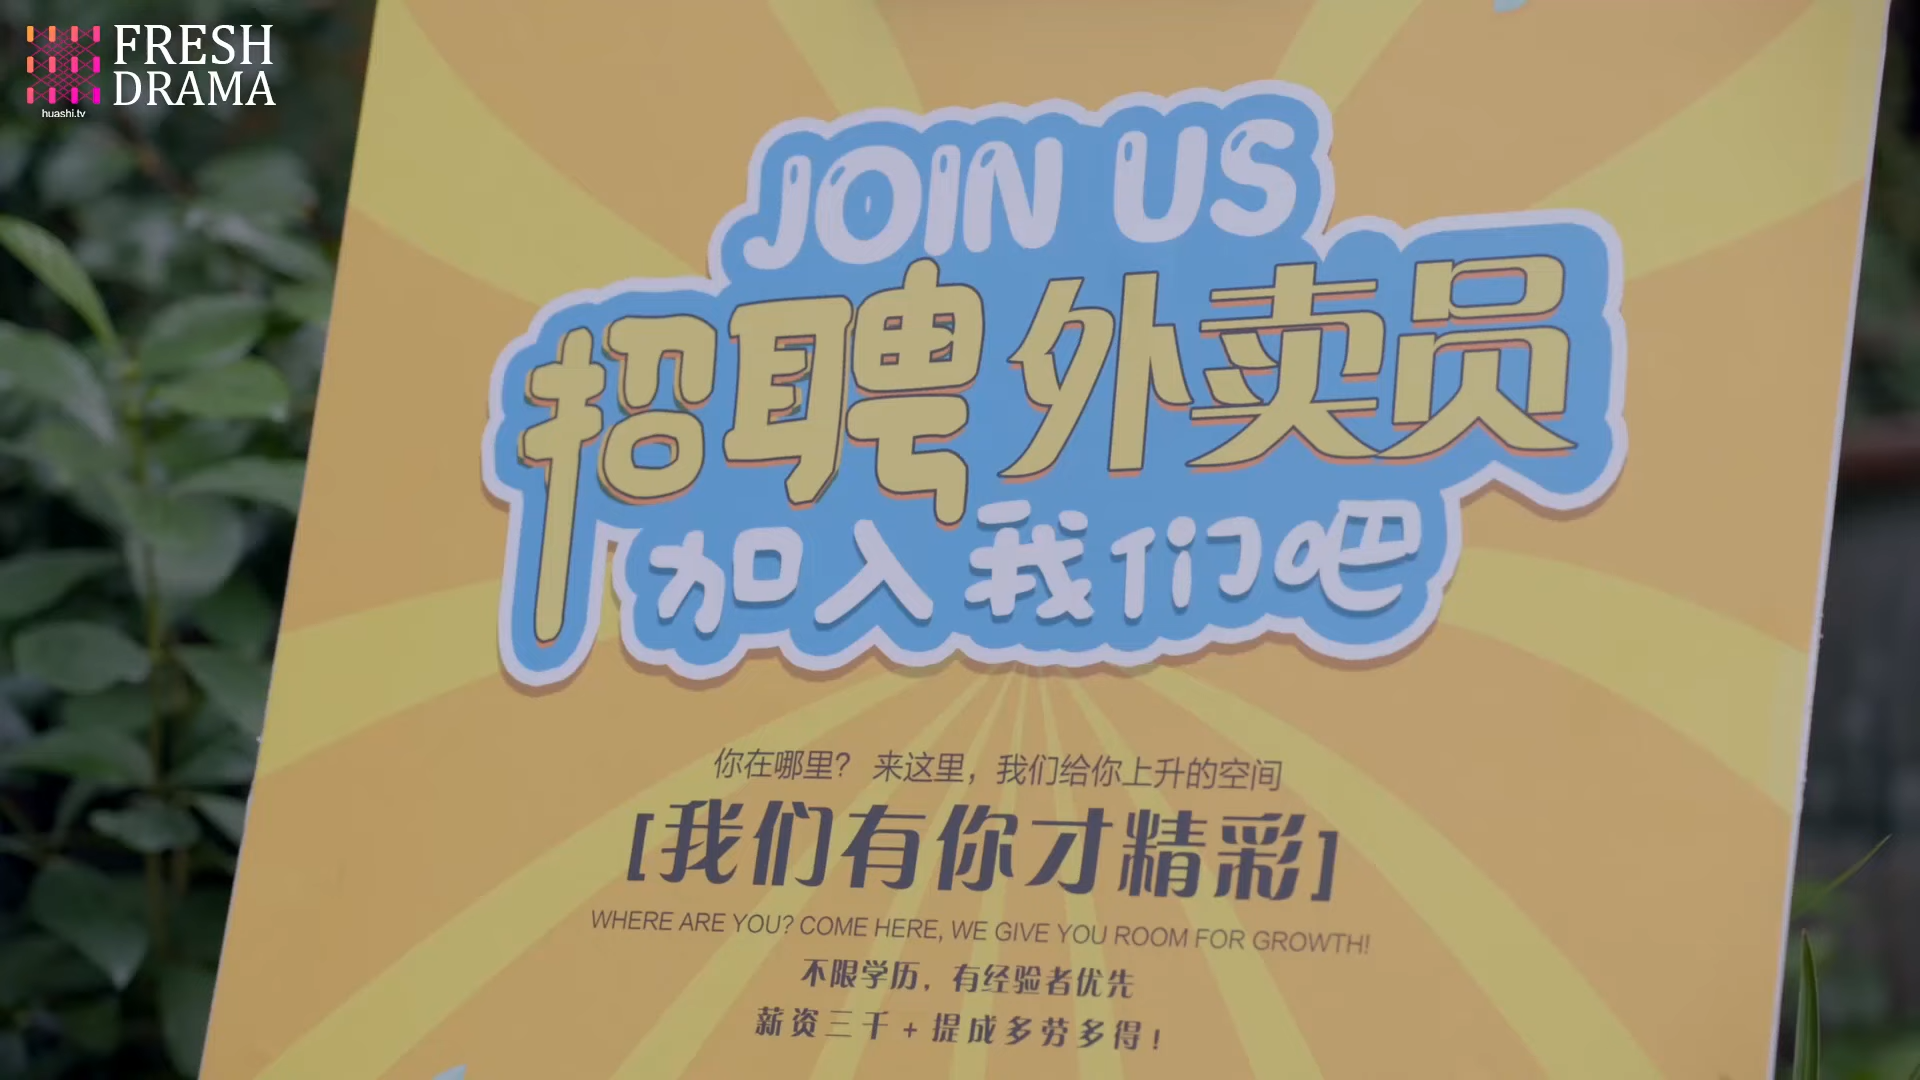 FRESH
DRAMA
huashi.tv
JOIN US
招聘外卖员
加入我们吧
你在哪里？ 来这里，我们给你上升的空间
[我们有你才精彩]
WHERE ARE YOU? COME HERE, WE GIVE YOU ROOM FOR GROWTH!
不限学历，有经验者优先
薪资三千+提成多劳多得！